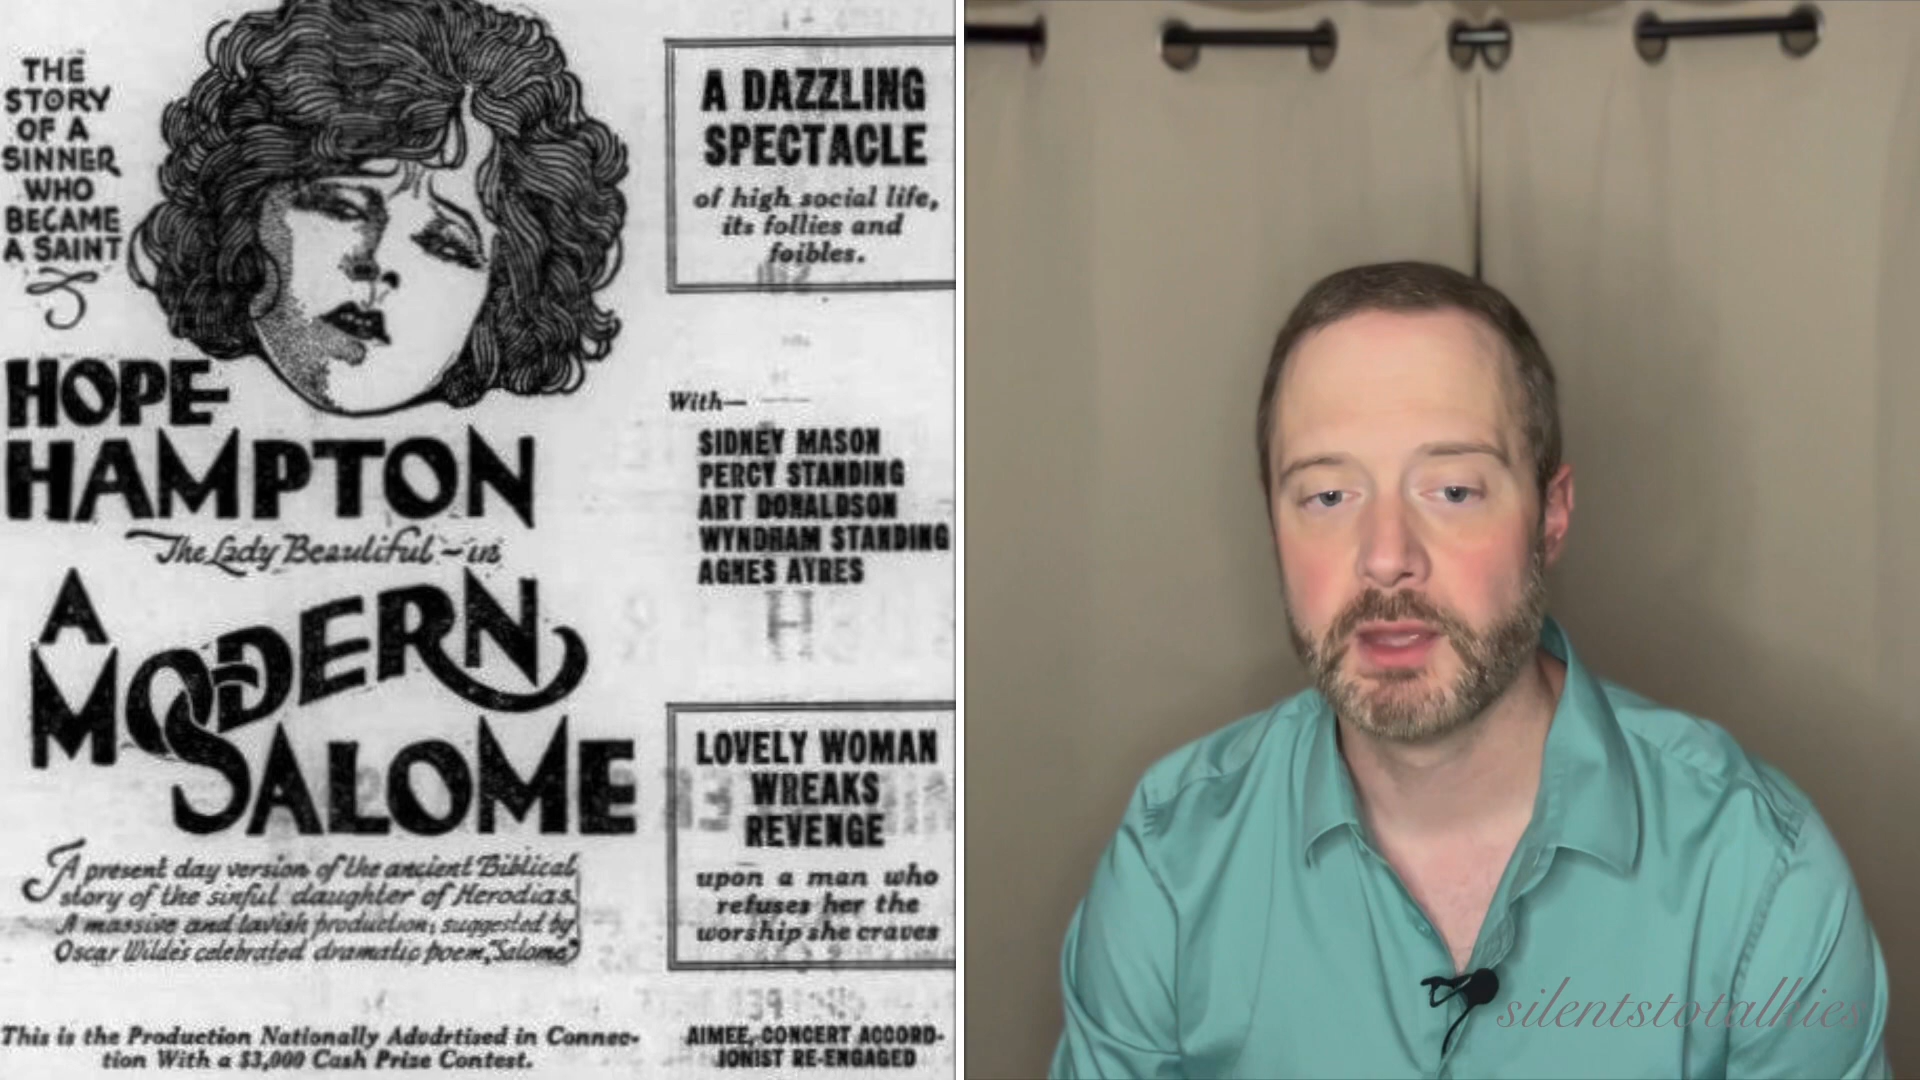 THE
STORY
OF A
SINNER
WHO
BECAME
A SAINT
HOPE
HAMPTON
The Lady Beautiful - in
A
MODERN
SALOME
A present day version of the ancient Biblical
story of the sinful daughter of Herodias.
A massive and lavish production, suggested by
Oscar Wilde's celebrated dramatic poem, "Salome"
This is the Production Nationally Advdrtised in Connec-
tion With a $3,000 Cash Prize Contest.
A DAZZLING
SPECTACLE
of high social life,
its follies and
foibles.
With—
SIDNEY MASON
PERCY STANDING
ART DONALDSON
WYNDHAM STANDING
AGNES AYRES
LOVELY WOMAN
WREAKS
REVENGE
upon a man who
refuses her the
worship she craves
AIMEE, CONCERT ACCORD-
IONIST RE-ENGAGED
silentstotalkies